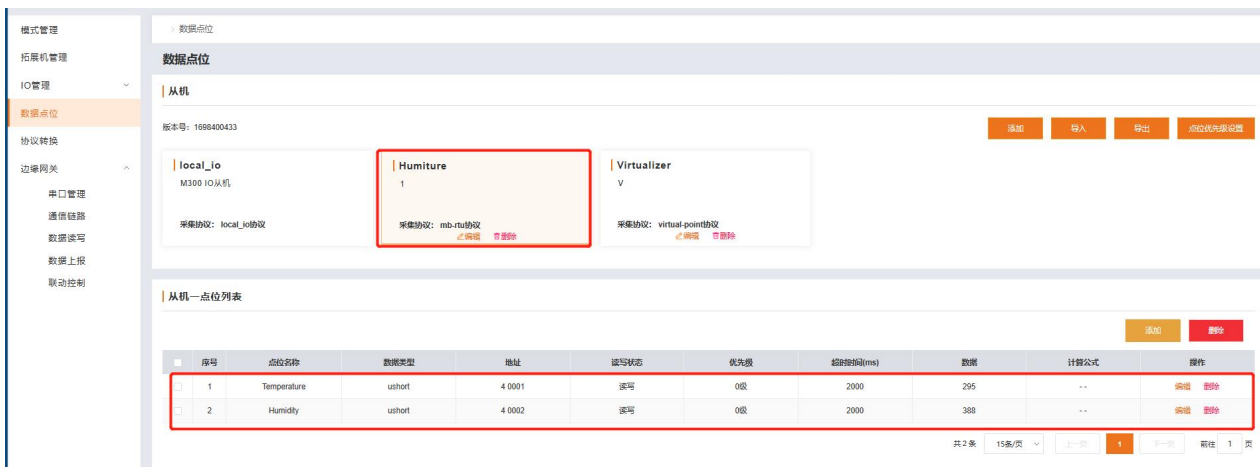 模式管理
拓展机管理
IO管理
数据点位
协议转换
边缘网关
串口管理
通信链路
数据读写
数据上报
联动控制
> 数据点位
数据点位
从机
版本号：1698400433
添加 导入 导出 点位优先级设置
local_io
M300 IO从机
采集协议： local_io协议
Humiture
1
采集协议： mb-rtu协议
编辑 删除
Virtualizer
V
采集协议： virtual-point协议
编辑 删除
从机一点位列表
添加 删除
序号 点位名称 数据类型 地址 读写状态 优先级 超时时间(ms) 数据 计算公式 操作
1 Temperature ushort 4 0001 读写 0级 2000 295 - - 编辑 删除
2 Humidity ushort 4 0002 读写 0级 2000 388 - - 编辑 删除
共 2 条 15条/页 上一页 1 下一页 前往 1 页